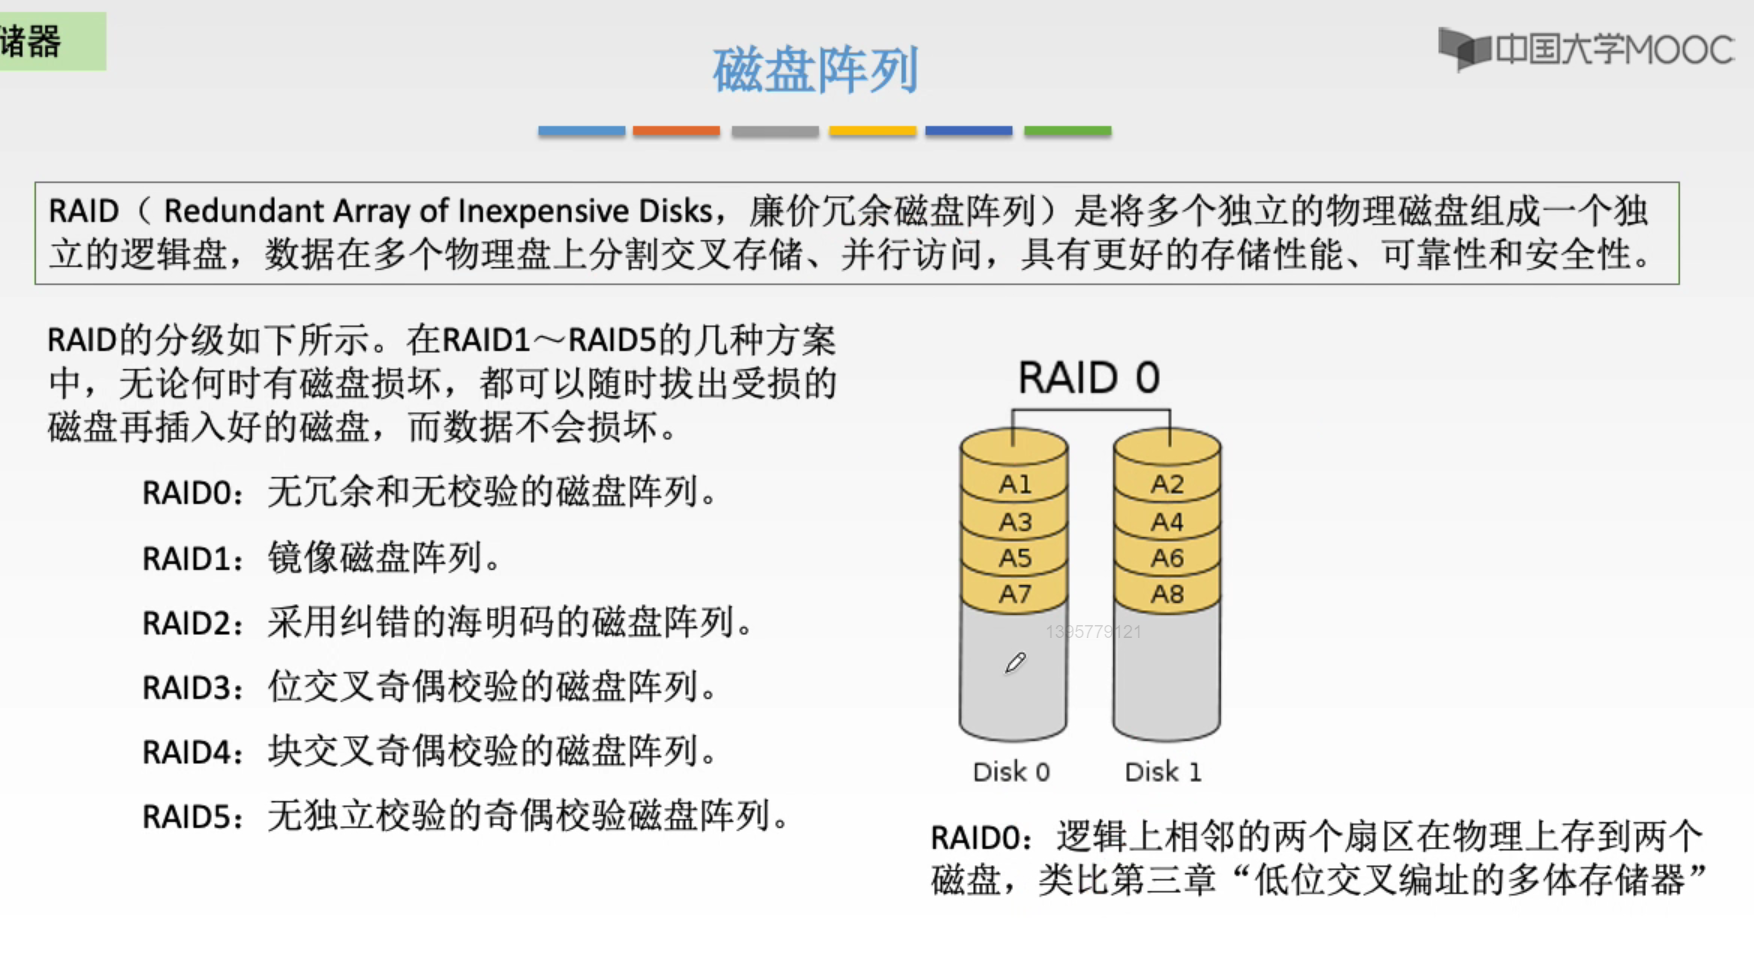 储器
磁盘阵列
中国大学MOOC
RAID（ Redundant Array of Inexpensive Disks，廉价冗余磁盘阵列）是将多个独立的物理磁盘组成一个独
立的逻辑盘，数据在多个物理盘上分割交叉存储、并行访问，具有更好的存储性能、可靠性和安全性。
RAID的分级如下所示。在RAID1～RAID5的几种方案
中，无论何时有磁盘损坏，都可以随时拔出受损的
磁盘再插入好的磁盘，而数据不会损坏。
RAID0：无冗余和无校验的磁盘阵列。
RAID1：镜像磁盘阵列。
RAID2：采用纠错的海明码的磁盘阵列。
RAID3：位交叉奇偶校验的磁盘阵列。
RAID4：块交叉奇偶校验的磁盘阵列。
RAID5：无独立校验的奇偶校验磁盘阵列。
RAID 0
A1 A2
A3 A4
A5 A6
A7 A8
1395779121
Disk 0 Disk 1
RAID0：逻辑上相邻的两个扇区在物理上存到两个
磁盘，类比第三章“低位交叉编址的多体存储器”